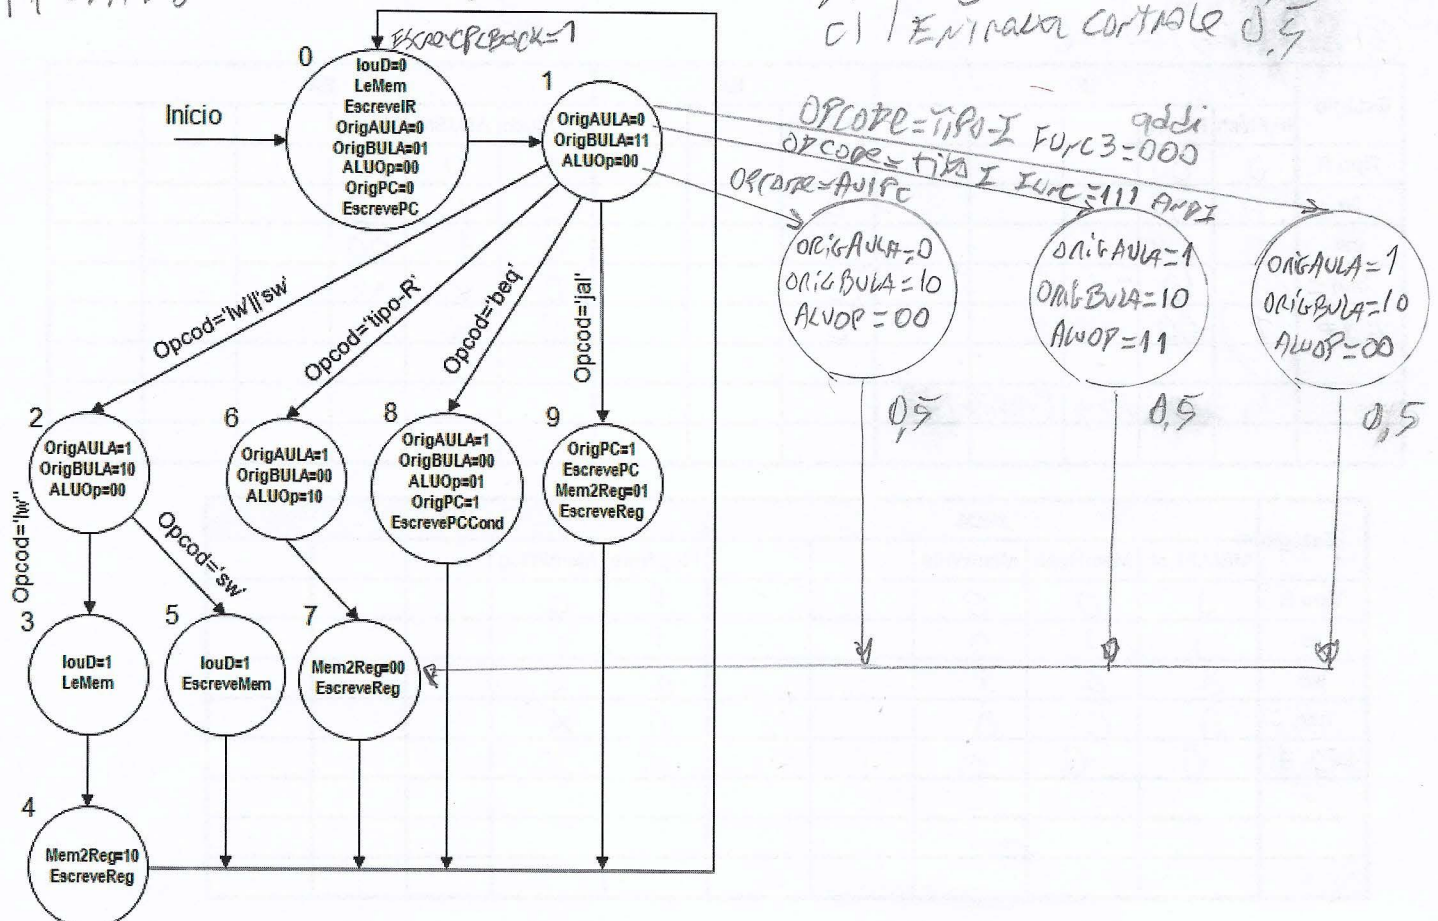 c) 1 Entrada controle 0,5
EscrevePCBack=1
0
IouD=0
LeMem
EscreveIR
OrigAULA=0
OrigBULA=01
ALUOp=00
OrigPC=0
EscrevePC
Início
1
OrigAULA=0
OrigBULA=11
ALUOp=00
OPCODE=TIPO-I FUNC3=000 addi
OPCODE=tipo I FUNC=111 ANDI
OPCODE=AUIPC
ORIGAULA=0
ORIGBULA=10
ALUOP=00
ORIGAULA=1
ORIGBULA=10
ALUOP=11
ORIGAULA=1
ORIGBULA=10
ALUOP=00
0,5
0,5
0,5
Opcod='lw'||'sw'
Opcod='tipo-R'
Opcod='beq'
Opcod='jal'
2
OrigAULA=1
OrigBULA=10
ALUOp=00
6
OrigAULA=1
OrigBULA=00
ALUOp=10
8
OrigAULA=1
OrigBULA=00
ALUOp=01
OrigPC=1
EscrevePCCond
9
OrigPC=1
EscrevePC
Mem2Reg=01
EscreveReg
Opcod='lw"
Opcod='sw'
3
IouD=1
LeMem
5
IouD=1
EscreveMem
7
Mem2Reg=00
EscreveReg
4
Mem2Reg=10
EscreveReg